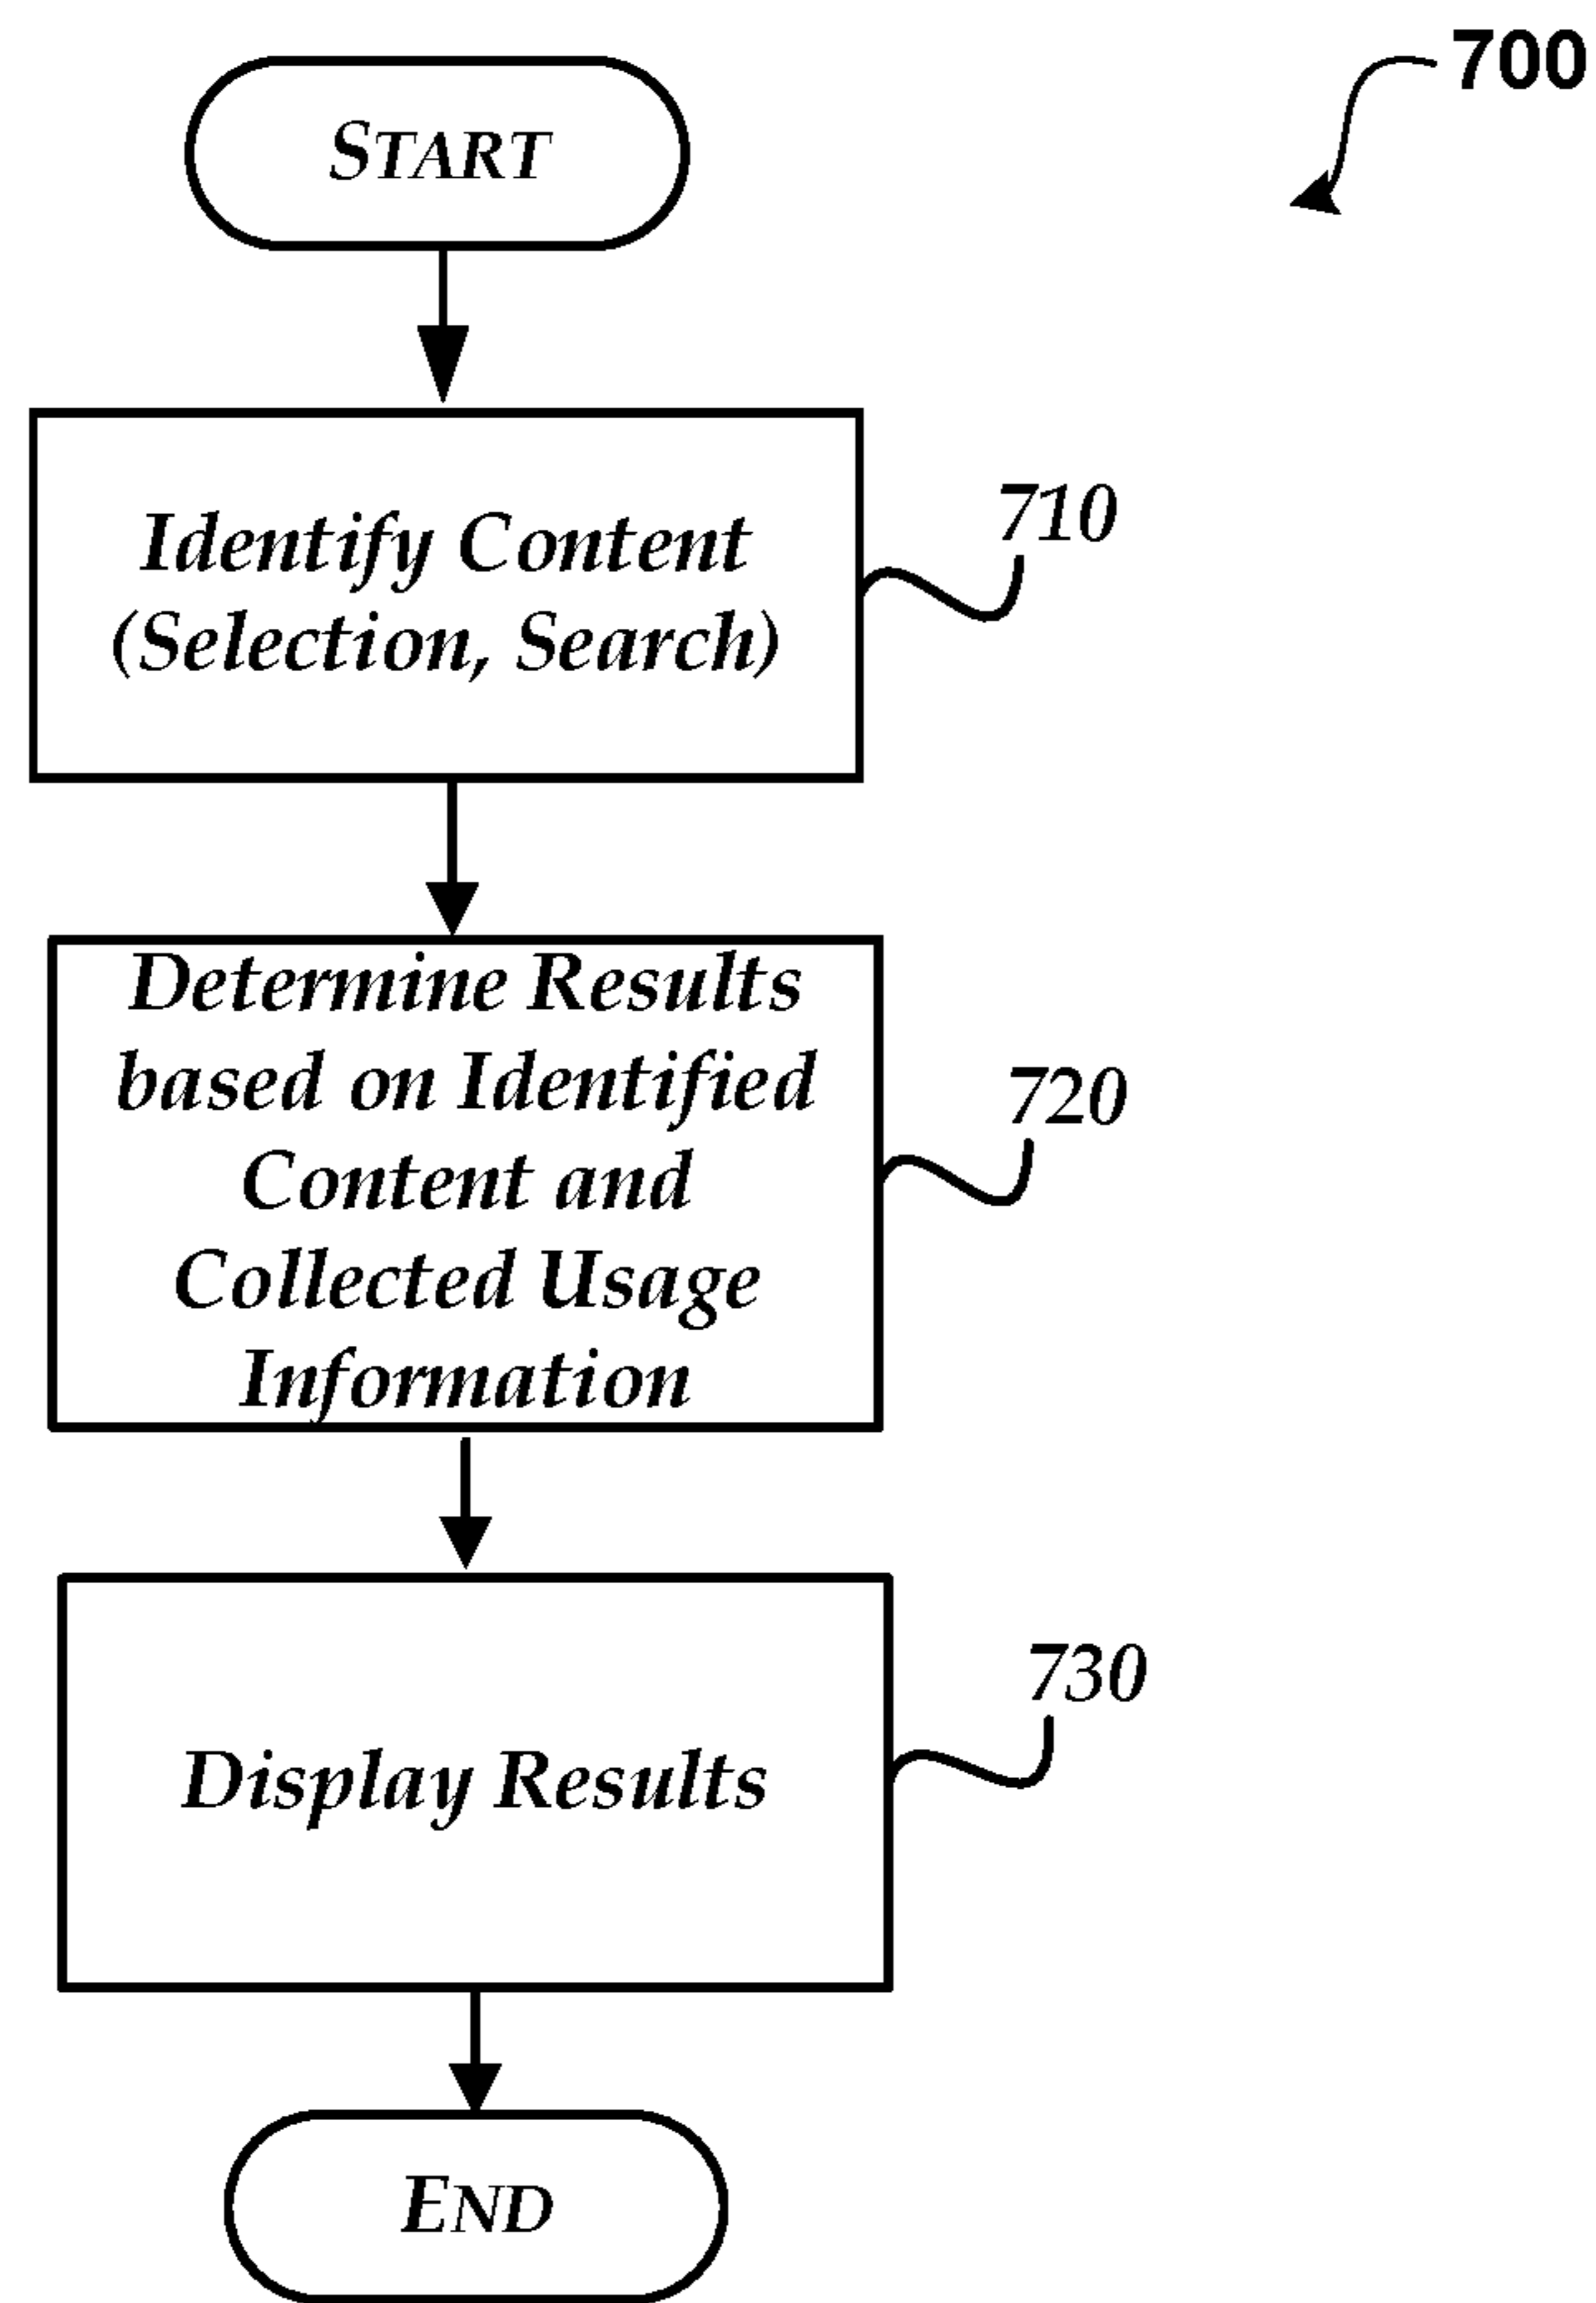 700
START
Identify Content
(Selection, Search)
710
Determine Results
based on Identified
Content and
Collected Usage
Information
720
Display Results
730
END